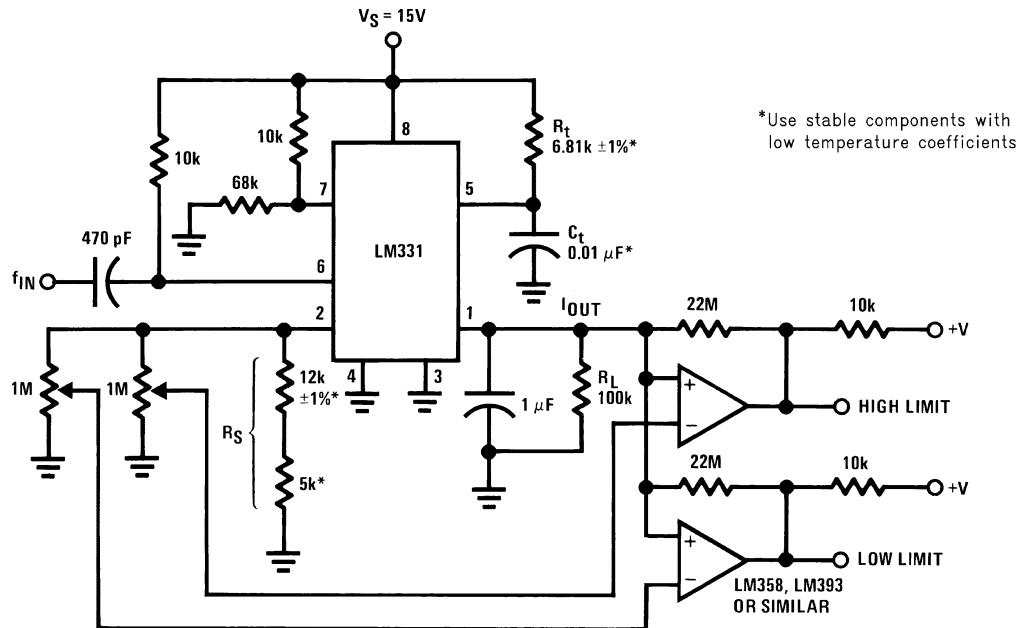 V_S = 15V
*Use stable components with
low temperature coefficients
10k
10k
8
R_t
6.81k ±1%*
68k
7
5
470 pF
LM331
C_t
0.01 µF*
f_IN
6
2
1
I_OUT
22M
10k
+V
1M
1M
4
3
12k
±1%*
R_S
5k*
1 µF
R_L
100k
+
−
HIGH LIMIT
22M
10k
+V
+
−
LOW LIMIT
LM358, LM393
OR SIMILAR